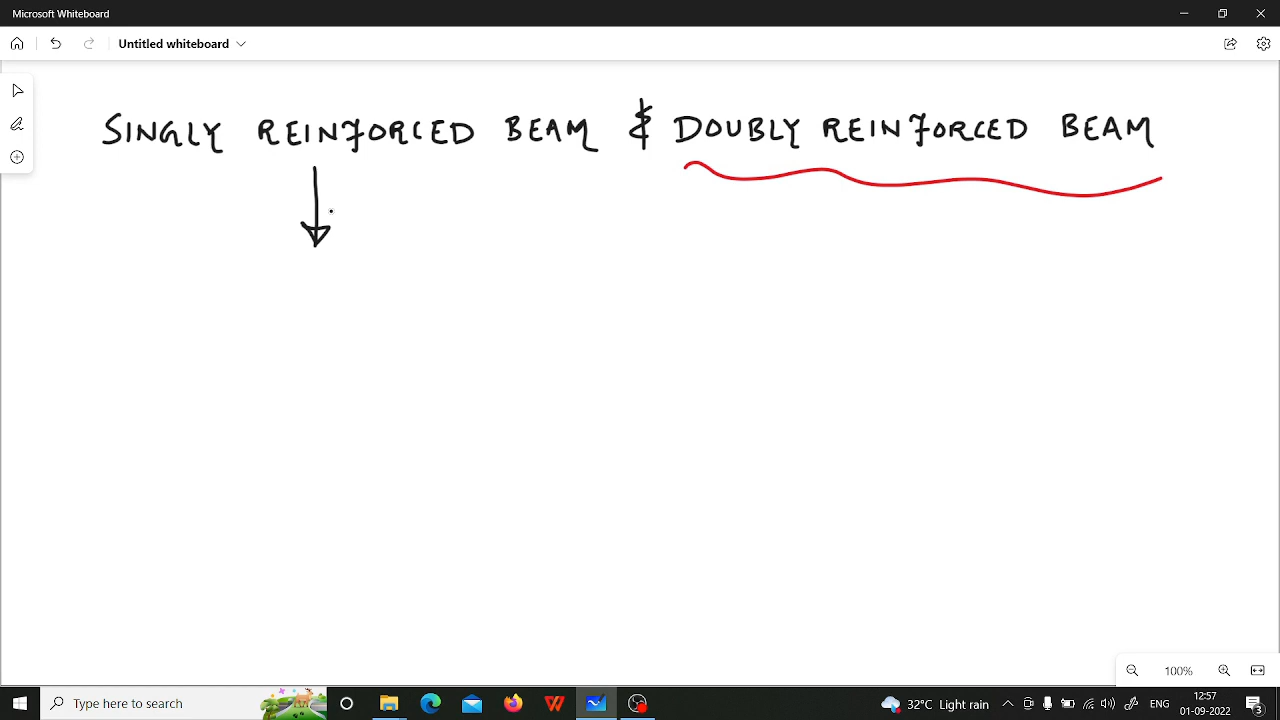 Microsoft Whiteboard
Untitled whiteboard
SINGLY REINFORCED BEAM & DOUBLY REINFORCED BEAM
100%
Type here to search
32°C Light rain
ENG
12:57
01-09-2022
3